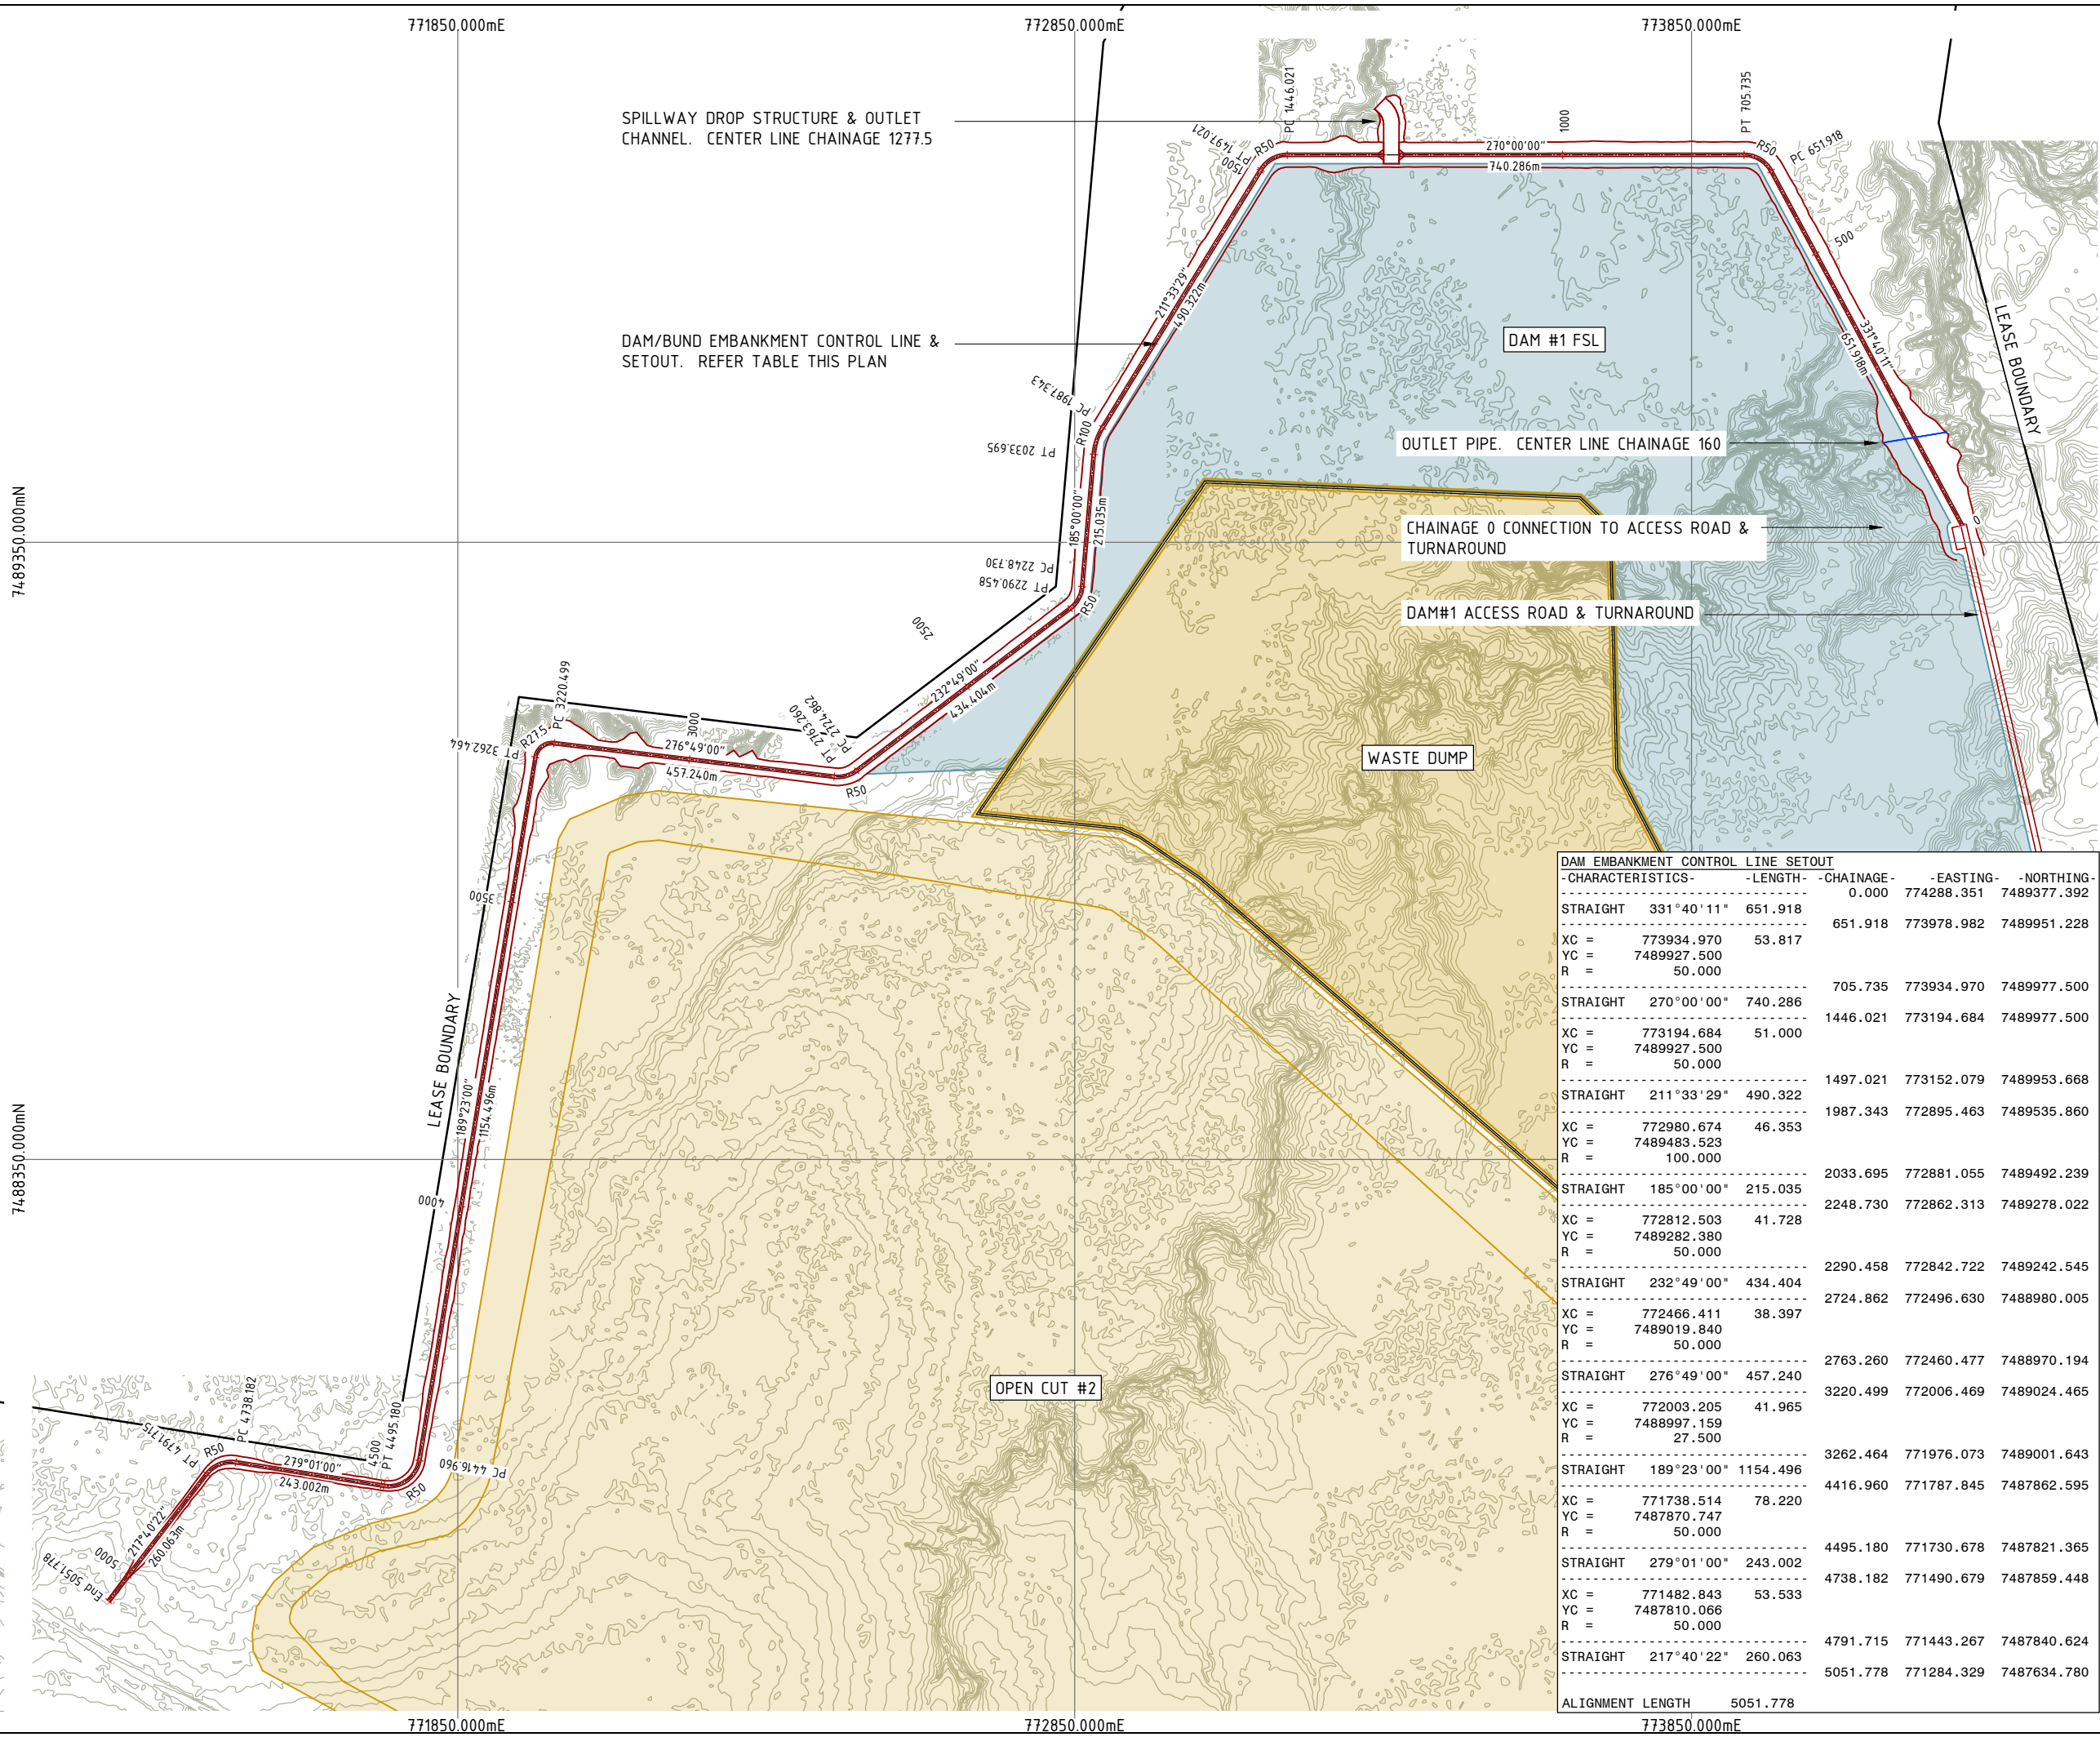 771850.000mE
772850.000mE
773850.000mE
SPILLWAY DROP STRUCTURE & OUTLET
CHANNEL. CENTER LINE CHAINAGE 1277.5
PC 1446.021
1000
PT 705.735
PT 1497.021
1500
R50
270°00'00"
740.286m
R50
PC 651.918
500
211°33'29"
490.322m
DAM/BUND EMBANKMENT CONTROL LINE &
SETOUT. REFER TABLE THIS PLAN
DAM #1 FSL
331°40'11"
651.918m
LEASE BOUNDARY
PC 1987.343
R100
PT 2033.695
OUTLET PIPE. CENTER LINE CHAINAGE 160
7489350.000mN
185°00'00"
215.035m
CHAINAGE 0 CONNECTION TO ACCESS ROAD &
TURNAROUND
0
PC 2248.730
PT 2290.458
R50
DAM#1 ACCESS ROAD & TURNAROUND
2500
232°49'00"
434.404m
PC 3220.499
R27.5
PT 3262.464
3000
276°49'00"
457.240m
PT 2763.260
PC 2724.862
R50
WASTE DUMP
3500
LEASE BOUNDARY
189°23'00"
1154.496m
7488350.000mN
4000
OPEN CUT #2
PC 4738.182
PT 4791.715
R50
279°01'00"
243.002m
4500
PT 4495.180
R50
PC 4416.960
217°40'22"
260.063m
5000
End 5051.778
DAM EMBANKMENT CONTROL LINE SETOUT
-CHARACTERISTICS- -LENGTH- -CHAINAGE- -EASTING- -NORTHING-
0.000 774288.351 7489377.392
STRAIGHT 331°40'11" 651.918
651.918 773978.982 7489951.228
XC = 773934.970 53.817
YC = 7489927.500
R = 50.000
705.735 773934.970 7489977.500
STRAIGHT 270°00'00" 740.286
1446.021 773194.684 7489977.500
XC = 773194.684 51.000
YC = 7489927.500
R = 50.000
1497.021 773152.079 7489953.668
STRAIGHT 211°33'29" 490.322
1987.343 772895.463 7489535.860
XC = 772980.674 46.353
YC = 7489483.523
R = 100.000
2033.695 772881.055 7489492.239
STRAIGHT 185°00'00" 215.035
2248.730 772862.313 7489278.022
XC = 772812.503 41.728
YC = 7489282.380
R = 50.000
2290.458 772842.722 7489242.545
STRAIGHT 232°49'00" 434.404
2724.862 772496.630 7488980.005
XC = 772466.411 38.397
YC = 7489019.840
R = 50.000
2763.260 772460.477 7488970.194
STRAIGHT 276°49'00" 457.240
3220.499 772006.469 7489024.465
XC = 772003.205 41.965
YC = 7488997.159
R = 27.500
3262.464 771976.073 7489001.643
STRAIGHT 189°23'00" 1154.496
4416.960 771787.845 7487862.595
XC = 771738.514 78.220
YC = 7487870.747
R = 50.000
4495.180 771730.678 7487821.365
STRAIGHT 279°01'00" 243.002
4738.182 771490.679 7487859.448
XC = 771482.843 53.533
YC = 7487810.066
R = 50.000
4791.715 771443.267 7487840.624
STRAIGHT 217°40'22" 260.063
5051.778 771284.329 7487634.780
ALIGNMENT LENGTH 5051.778
771850.000mE
772850.000mE
773850.000mE